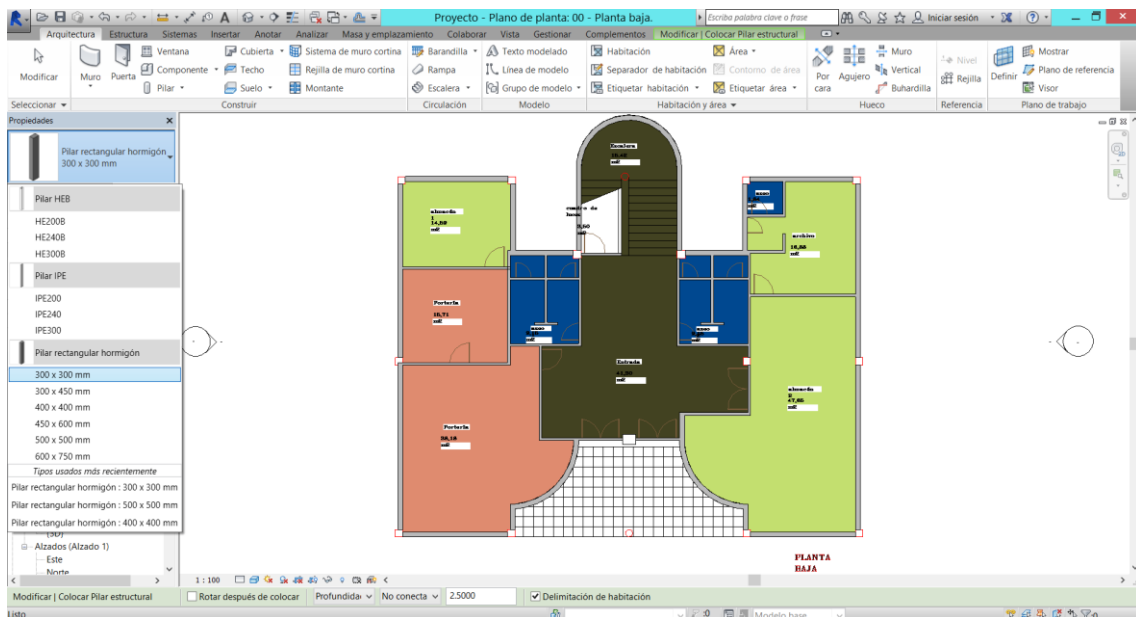 Proyecto - Plano de planta: 00 - Planta baja.
Escriba palabra clave o frase
Iniciar sesión
Arquitectura Estructura Sistemas Insertar Anotar Analizar Masa y emplazamiento Colaborar Vista Gestionar Complementos Modificar | Colocar Pilar estructural
Modificar
Muro
Puerta
Ventana
Componente
Pilar
Cubierta
Techo
Suelo
Sistema de muro cortina
Rejilla de muro cortina
Montante
Barandilla
Rampa
Escalera
Texto modelado
Línea de modelo
Grupo de modelo
Habitación
Separador de habitación
Etiquetar habitación
Área
Contorno de área
Etiquetar área
Por cara
Agujero
Muro
Vertical
Buhardilla
Nivel
Rejilla
Definir
Mostrar
Plano de referencia
Visor
Seleccionar Construir Circulación Modelo Habitación y área Hueco Referencia Plano de trabajo
Propiedades
Pilar rectangular hormigón
300 x 300 mm
Pilar HEB
HE200B
HE240B
HE300B
Pilar IPE
IPE200
IPE240
IPE300
Pilar rectangular hormigón
300 x 300 mm
300 x 450 mm
400 x 400 mm
450 x 600 mm
500 x 500 mm
600 x 750 mm
Tipos usados más recientemente
Pilar rectangular hormigón : 300 x 300 mm
Pilar rectangular hormigón : 500 x 500 mm
Pilar rectangular hormigón : 400 x 400 mm
(3D)
Alzados (Alzado 1)
Este
Norte
Escalera
Portería
Entrada
archivo
aseo
aseo
Portería
PLANTA
BAJA
1 : 100
Modificar | Colocar Pilar estructural
Rotar después de colocar
Profundida
No conecta
2.5000
Delimitación de habitación
Listo
:0
Modelo base
:0